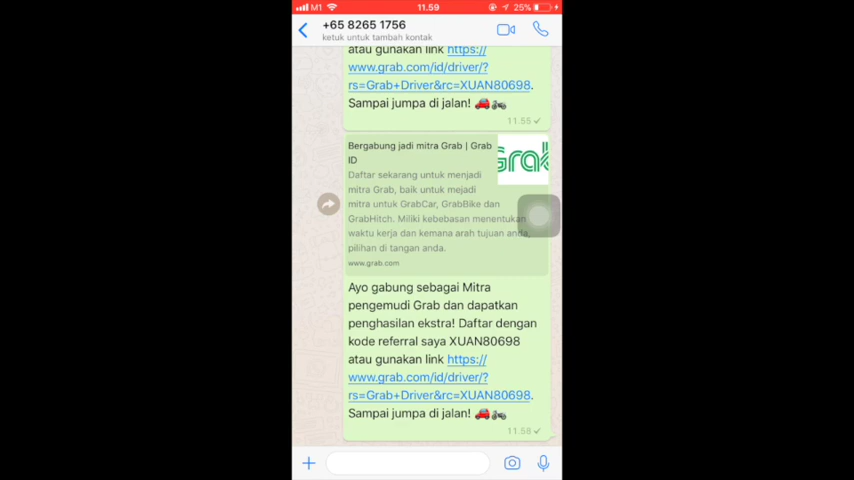 M1 11.59 25%
+65 8265 1756
ketuk untuk tambah kontak
atau gunakan link https://
www.grab.com/id/driver/?
rs=Grab+Driver&rc=XUAN80698.
Sampai jumpa di jalan! 🚗🏍
11.55
Bergabung jadi mitra Grab | Grab
ID
Grab
Daftar sekarang untuk menjadi
mitra Grab, baik untuk mejadi
mitra untuk GrabCar, GrabBike dan
GrabHitch. Miliki kebebasan menentukan
waktu kerja dan kemana arah tujuan anda,
pilihan di tangan anda.
www.grab.com
Ayo gabung sebagai Mitra
pengemudi Grab dan dapatkan
penghasilan ekstra! Daftar dengan
kode referral saya XUAN80698
atau gunakan link https://
www.grab.com/id/driver/?
rs=Grab+Driver&rc=XUAN80698.
Sampai jumpa di jalan! 🚗🏍
11.58